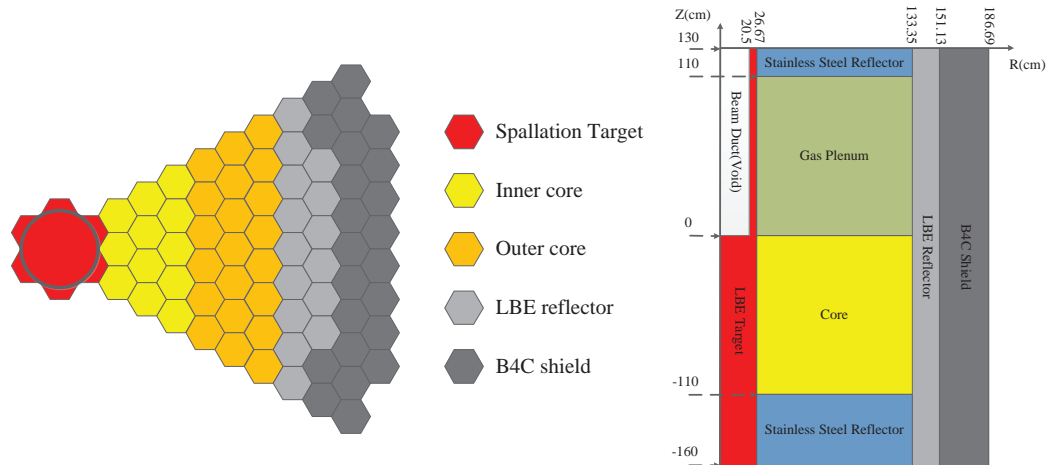 Spallation Target
Inner core
Outer core
LBE reflector
B4C shield
Z(cm)
20.5
26.67
133.35
151.13
186.69
R(cm)
130
110
0
-110
-160
Stainless Steel Reflector
Beam Duct(Void)
Gas Plenum
LBE Target
Core
Stainless Steel Reflector
LBE Reflector
B4C Shield